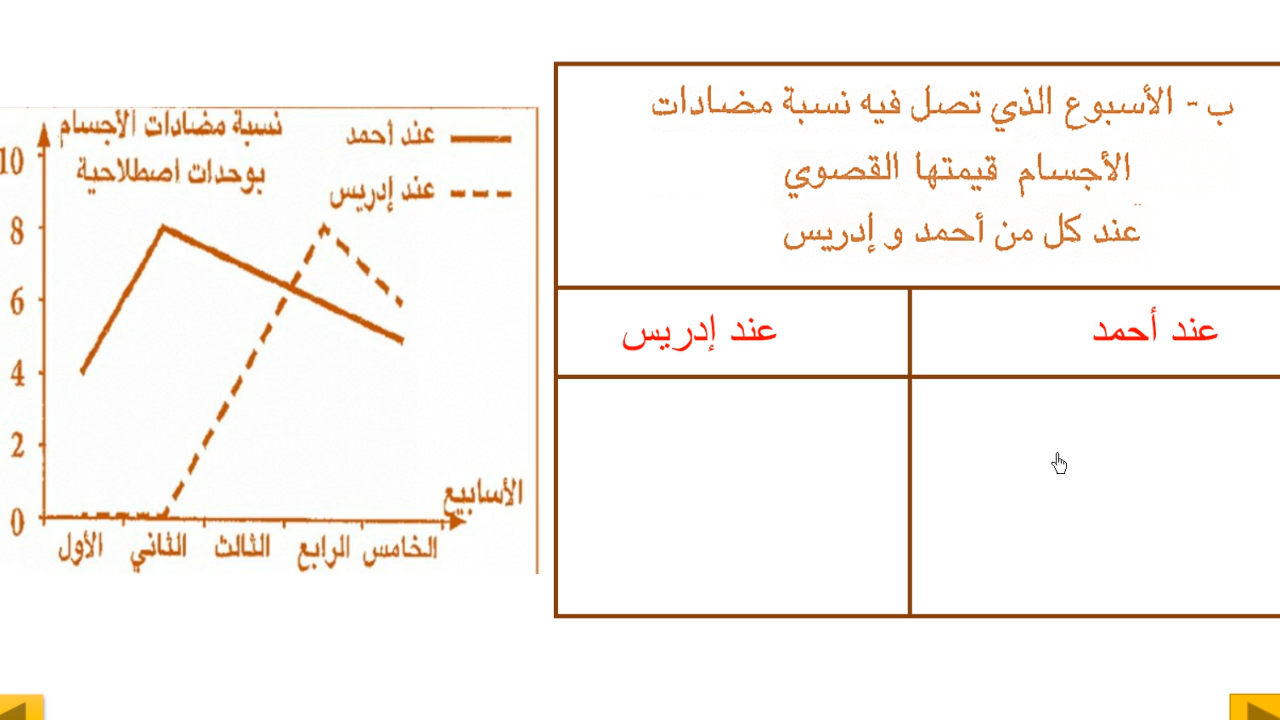 ب - الأسبوع الذي تصل فيه نسبة مضادات
الأجسام قيمتها القصوي
عند كل من أحمد و إدريس
عند أحمد
عند إدريس
نسبة مضادات الأجسام
بوحدات اصطلاحية
عند أحمد
عند إدريس
10
8
6
4
2
0
الأسابيع
الأول الثاني الثالث الرابع الخامس